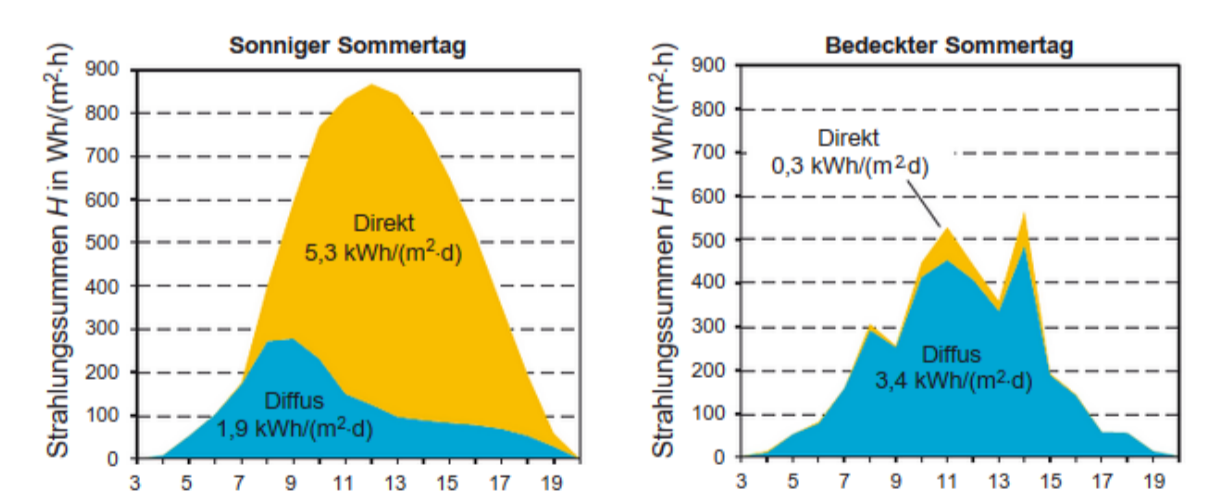 Sonniger Sommertag
Strahlungssummen H in Wh/(m²·h)
900
800
700
600
500
400
300
200
100
0
Direkt
5,3 kWh/(m²·d)
Diffus
1,9 kWh/(m²·d)
3 5 7 9 11 13 15 17 19
Bedeckter Sommertag
Strahlungssummen H in Wh/(m²·h)
900
800
700
600
500
400
300
200
100
0
Direkt
0,3 kWh/(m²d)
Diffus
3,4 kWh/(m²·d)
3 5 7 9 11 13 15 17 19